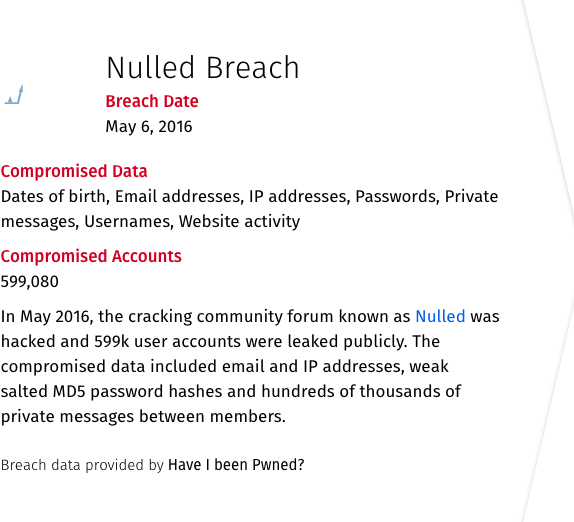 Nulled Breach
Breach Date
May 6, 2016
Compromised Data
Dates of birth, Email addresses, IP addresses, Passwords, Private
messages, Usernames, Website activity
Compromised Accounts
599,080
In May 2016, the cracking community forum known as Nulled was
hacked and 599k user accounts were leaked publicly. The
compromised data included email and IP addresses, weak
salted MD5 password hashes and hundreds of thousands of
private messages between members.
Breach data provided by Have I been Pwned?